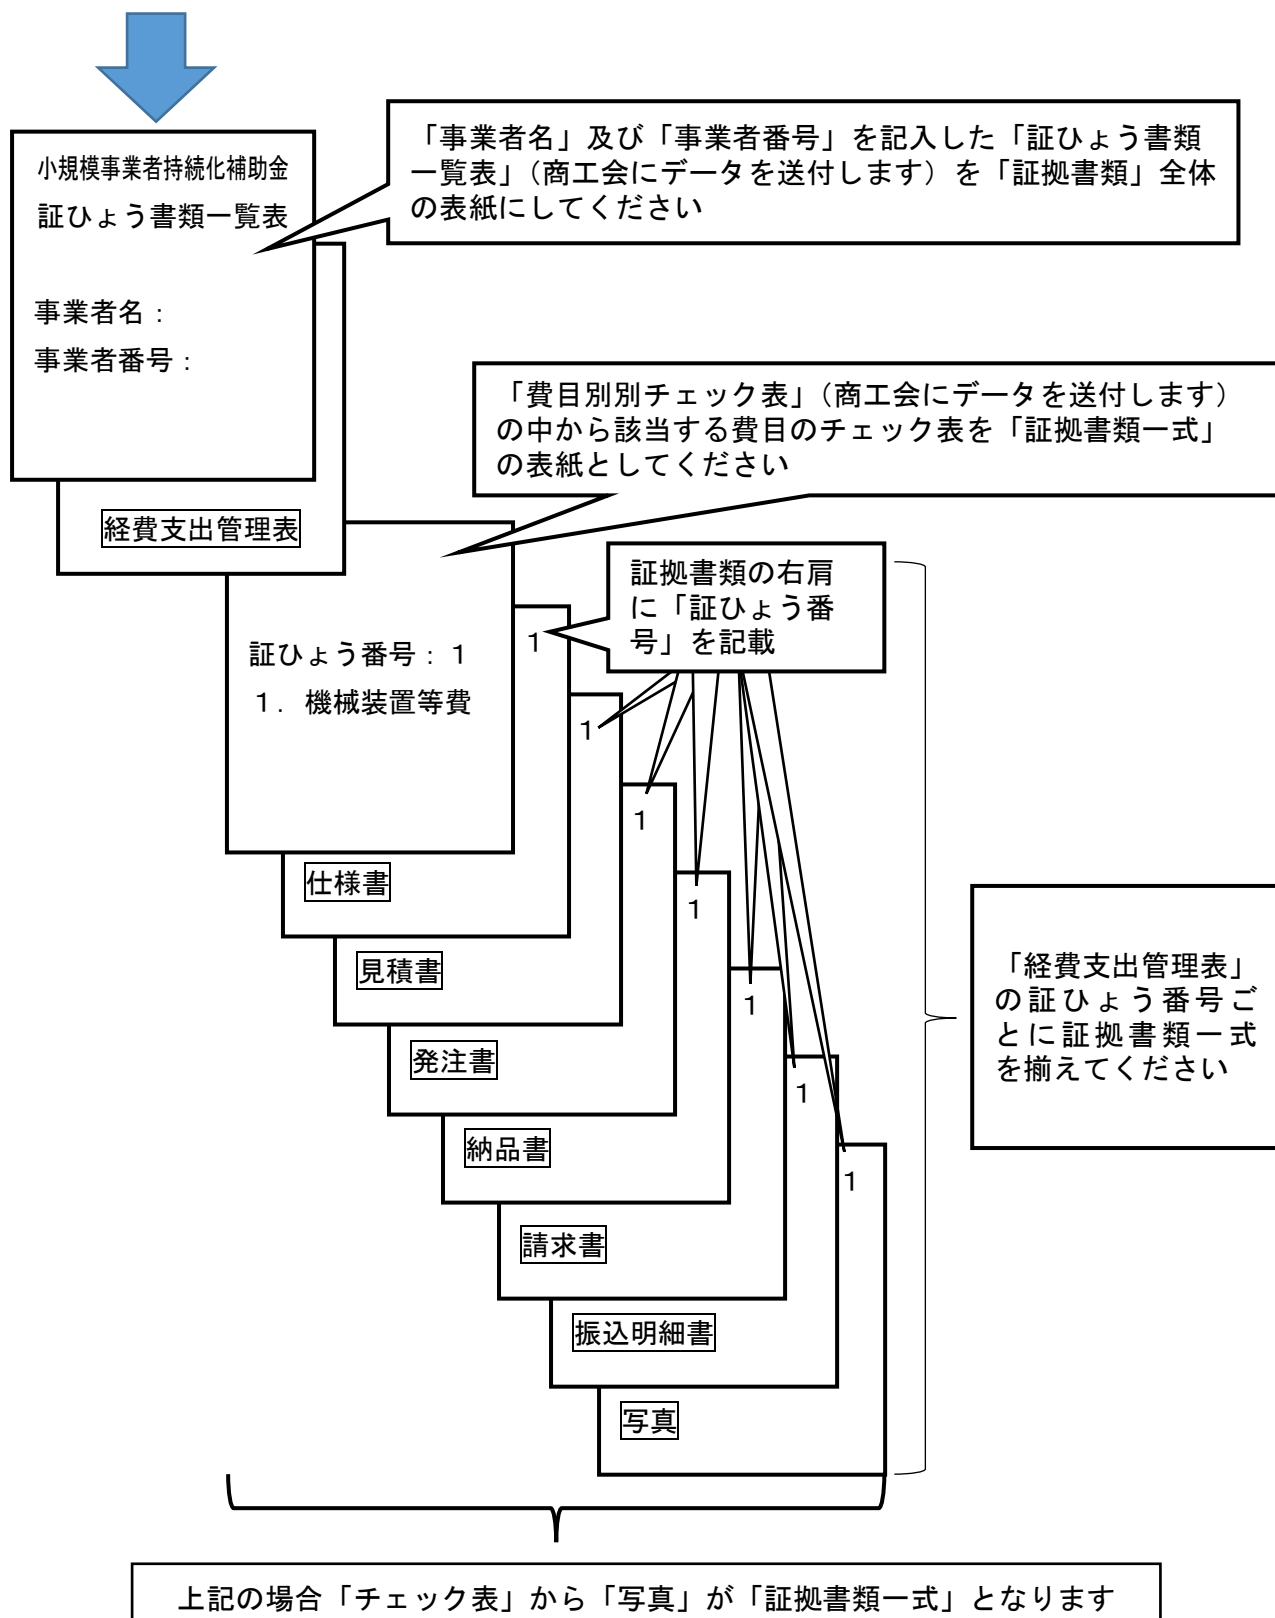 「事業者名」及び「事業者番号」を記入した「証ひょう書類
一覧表」（商工会にデータを送付します）を「証拠書類」全体
の表紙にしてください
小規模事業者持続化補助金
証ひょう書類一覧表
事業者名：
事業者番号：
「費目別別チェック表」（商工会にデータを送付します）
の中から該当する費目のチェック表を「証拠書類一式」
の表紙としてください
経費支出管理表
証拠書類の右肩
に「証ひょう番
号」を記載
証ひょう番号：１
１．機械装置等費
1
1
1
1
1
1
1
仕様書
見積書
発注書
納品書
請求書
振込明細書
写真
「経費支出管理表」
の証ひょう番号ご
とに証拠書類一式
を揃えてください
上記の場合「チェック表」から「写真」が「証拠書類一式」となります